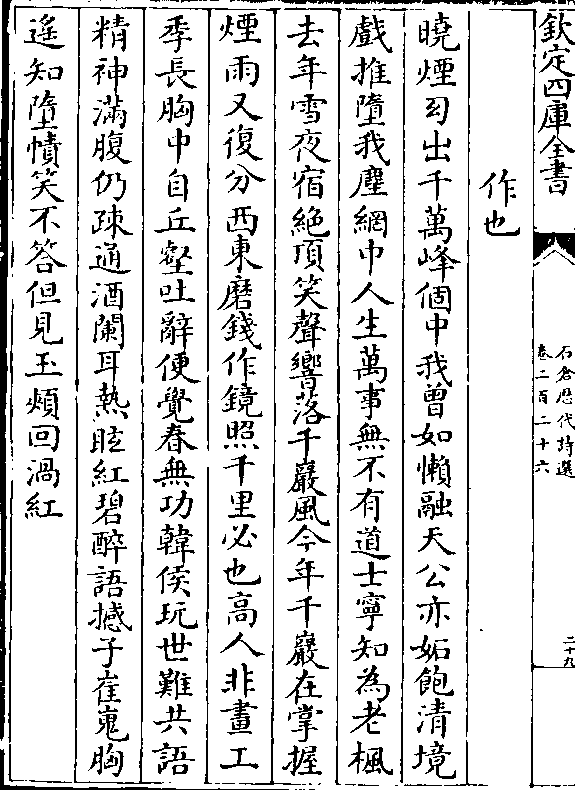 欽定四庫全書
石倉歴代詩選
卷二百二十六
二十九
作也
曉煙幻出千萬峰個中我曽如懶融天公亦妬飽清境
戲推墮我塵網中人生萬事無不有道士寧知為老楓
去年雪夜宿絶頂笑聲響落千巖風今年千巖在掌握
煙雨又復分西東磨錢作鏡照千里必也高人非畫工
季長胸中自丘壑吐辭便覺春無功韓侯玩世難共語
精神滿腹仍疎通酒闌耳熱眩紅碧醉語撼子崔嵬胸
遥知墮幘笑不答但見玉頰回渦紅